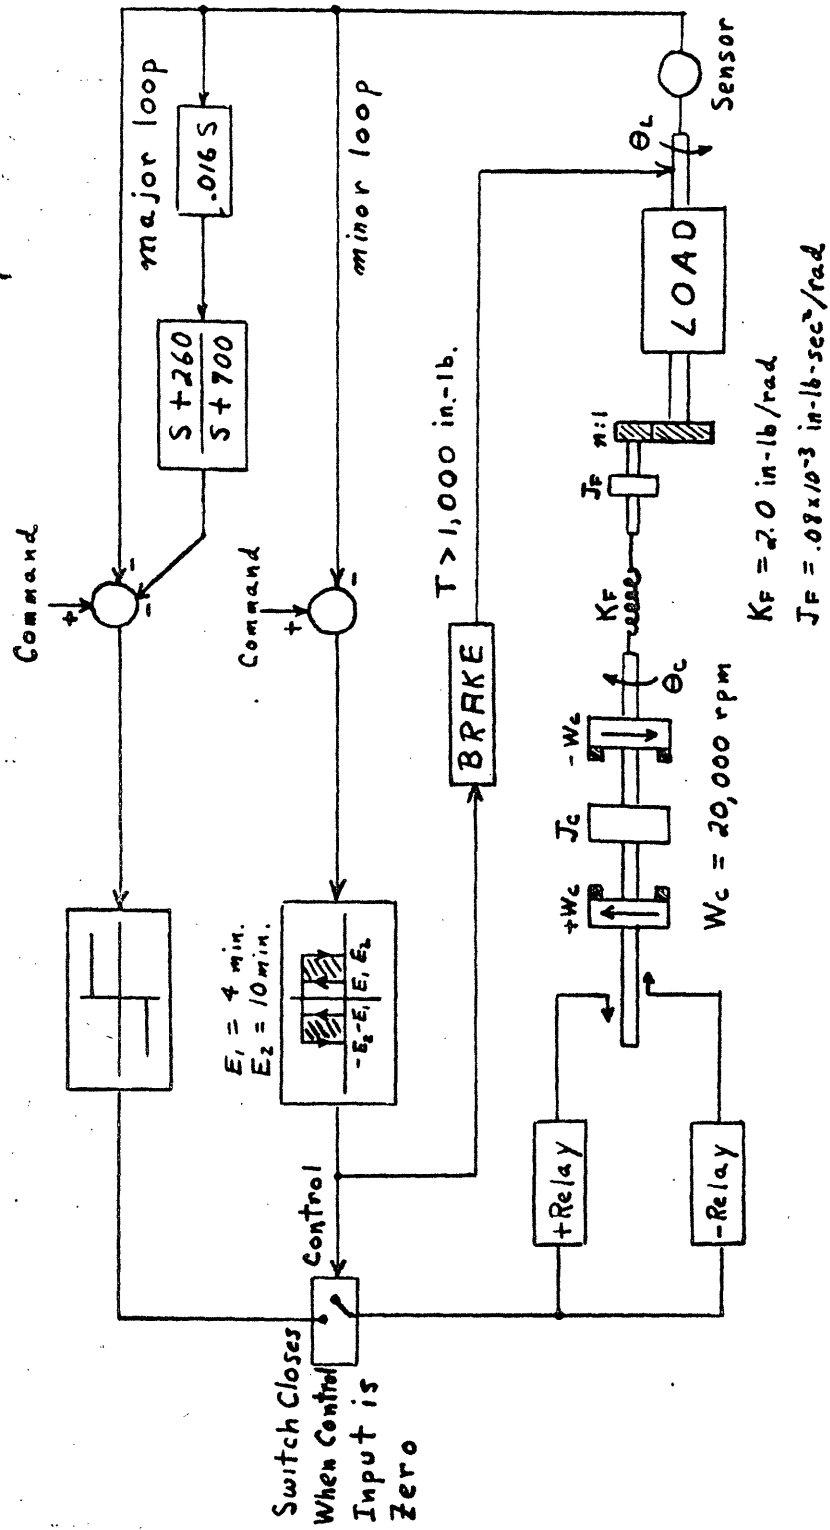 Sensor
θL
LOAD
n:1
JF
KF
θc
-Wc
Jc
+Wc
Wc = 20,000 rpm
KF = 2.0 in-lb/rad
JF = .08x10⁻³ in-lb-sec²/rad
major loop
.016 S
S + 260
S + 700
minor loop
Command
+
-
-
Command
+
-
T > 1,000 in.-lb.
BRAKE
E₁ = 4 min.
E₂ = 10 min.
-E₂ -E₁ E₁ E₂
Control
+Relay
-Relay
Switch Closes
When Control
Input is
Zero